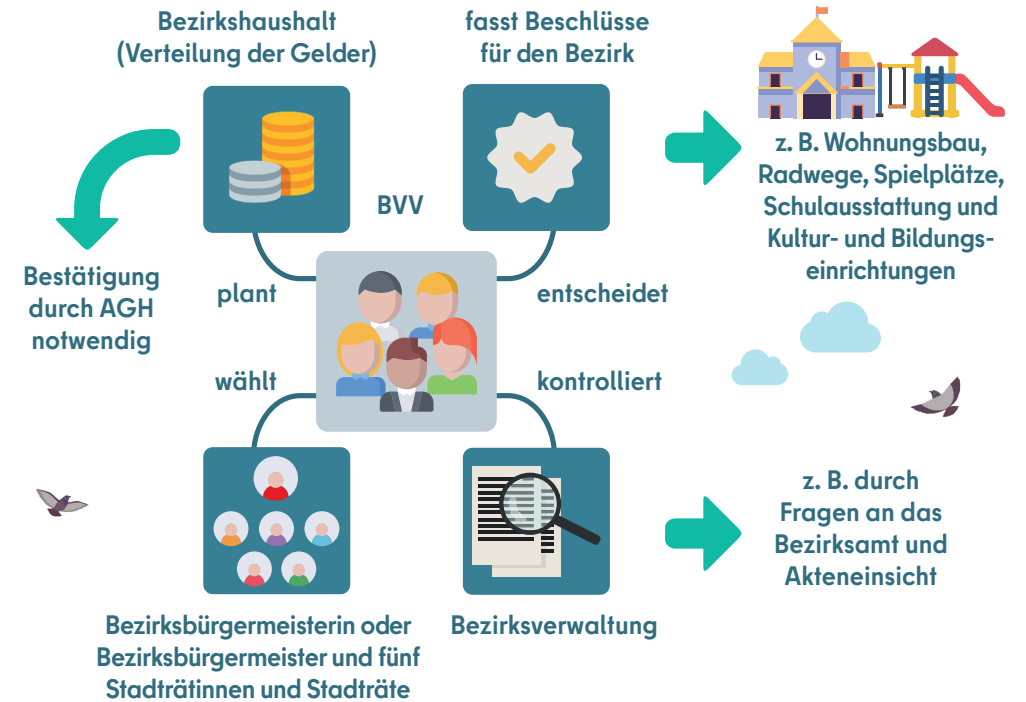 Bezirkshaushalt
(Verteilung der Gelder)
fasst Beschlüsse
für den Bezirk
z. B. Wohnungsbau,
Radwege, Spielplätze,
Schulausstattung und
Kultur- und Bildungs-
einrichtungen
BVV
Bestätigung
durch AGH
notwendig
plant
entscheidet
wählt
kontrolliert
z. B. durch
Fragen an das
Bezirksamt und
Akteneinsicht
Bezirksbürgermeisterin oder
Bezirksbürgermeister und fünf
Stadträtinnen und Stadträte
Bezirksverwaltung